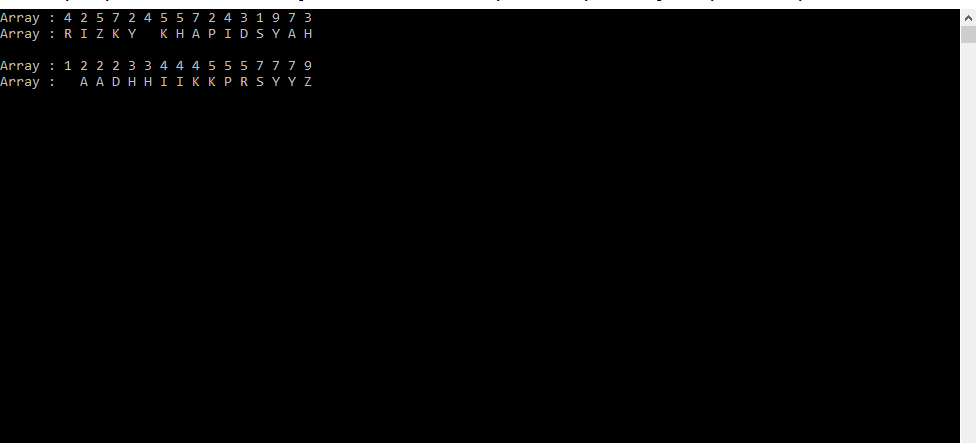 Array : 4 2 5 7 2 4 5 5 7 2 4 3 1 9 7 3
Array : R I Z K Y   K H A P I D S Y A H
Array : 1 2 2 2 3 3 4 4 4 5 5 5 7 7 7 9
Array :   A A D H H I I K K P R S Y Y Z